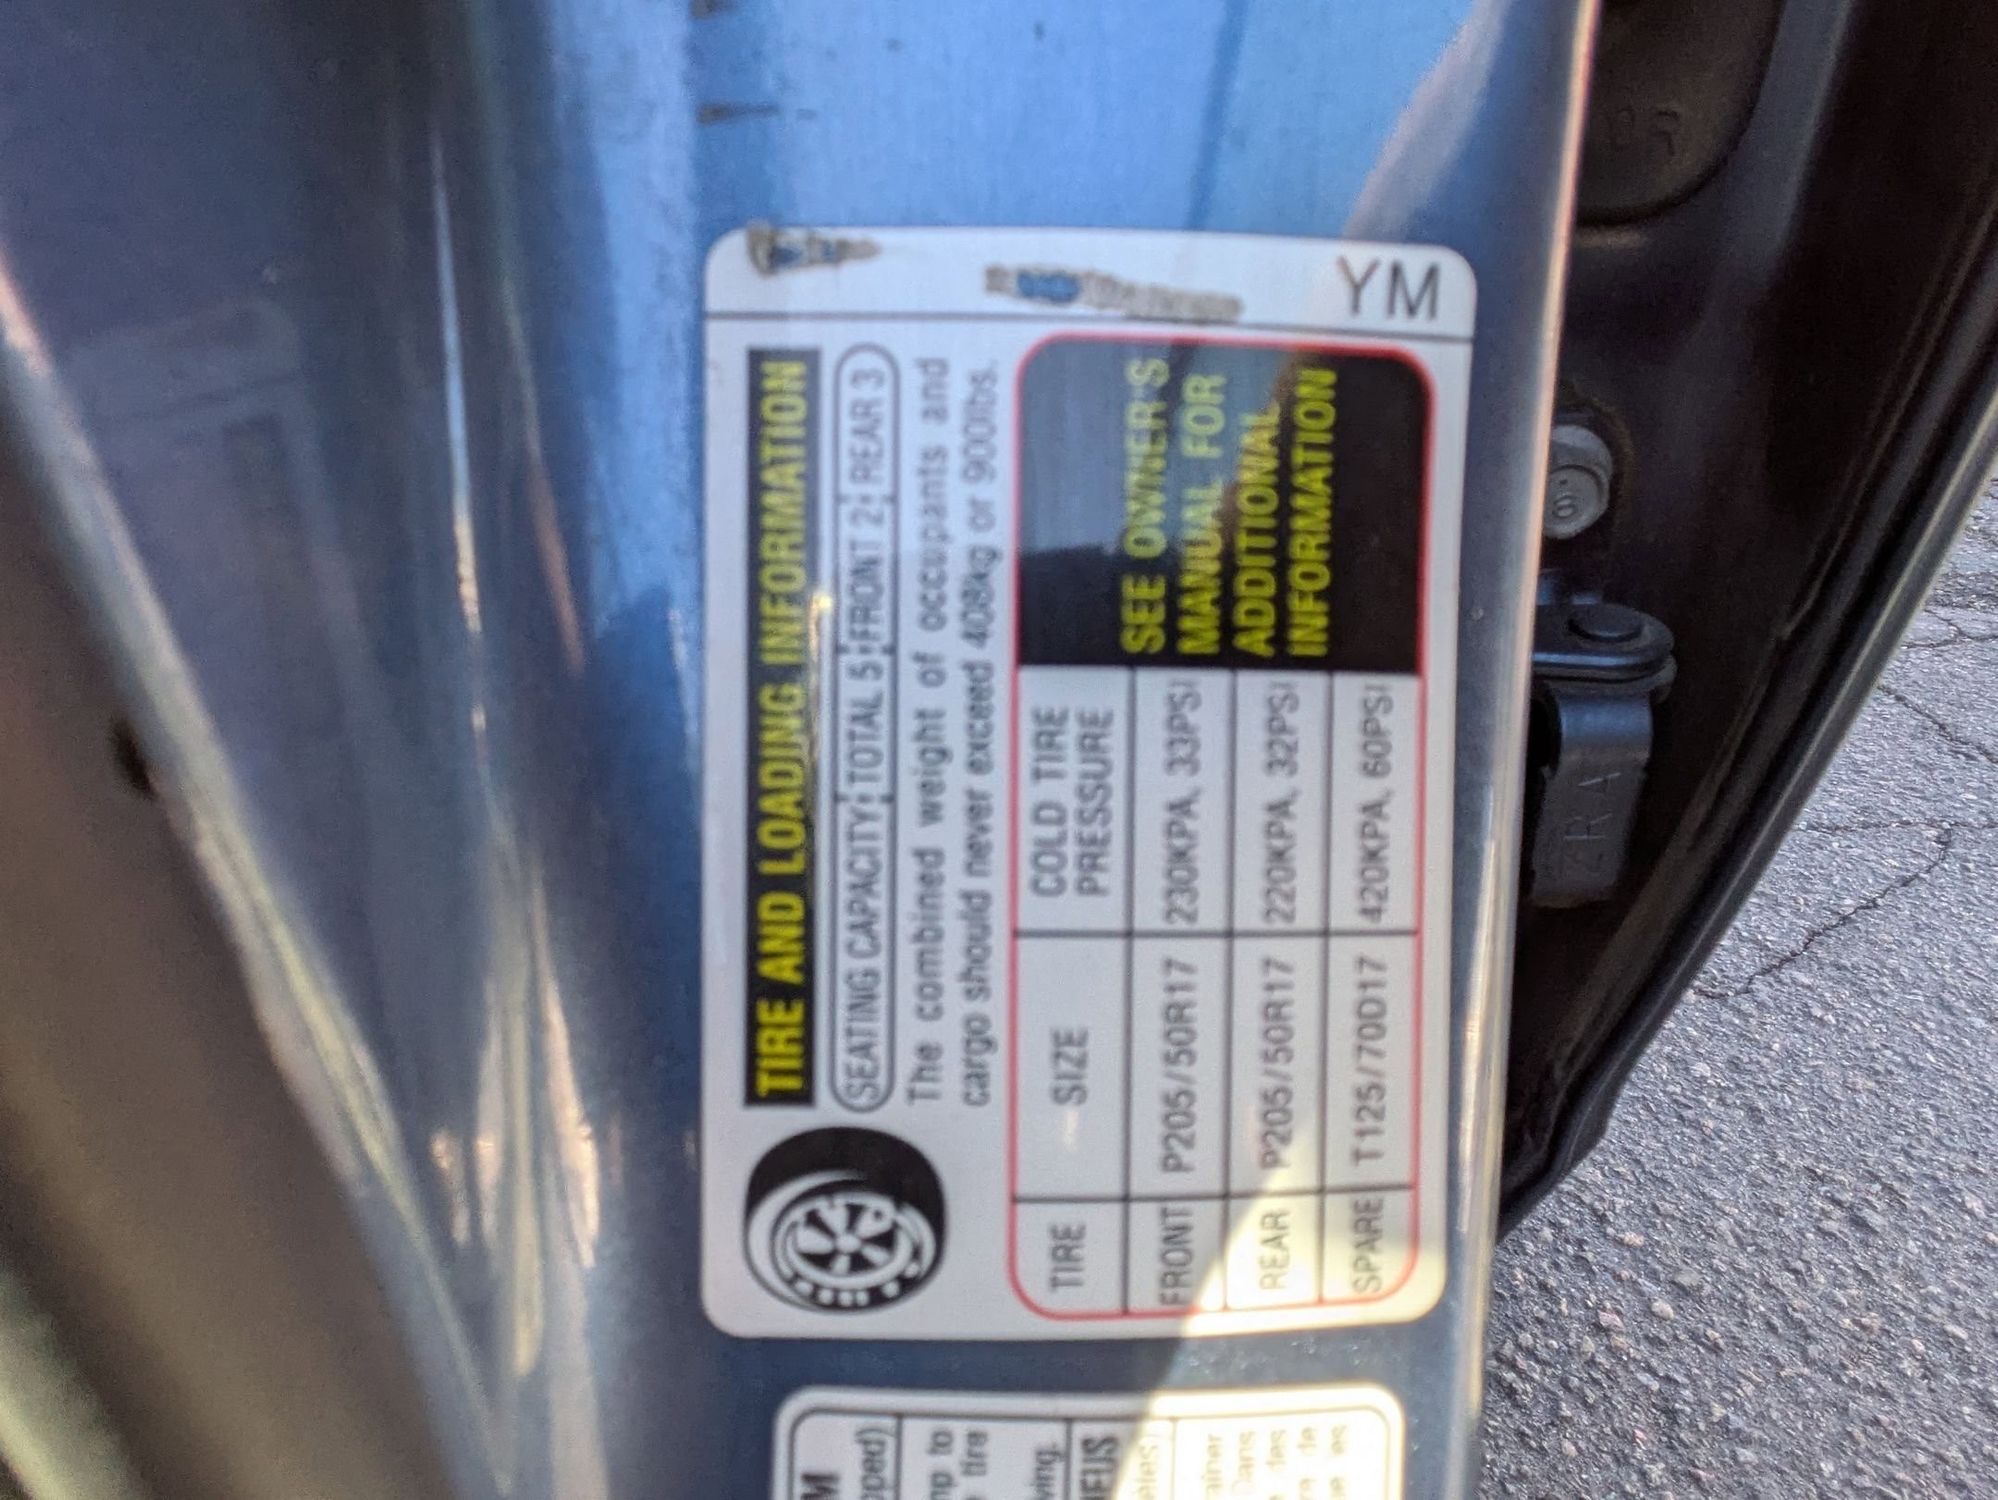 YM
TIRE AND LOADING INFORMATION
SEATING CAPACITY TOTAL 5 FRONT 2 REAR 3
The combined weight of occupants and
cargo should never exceed 408kg or 900lbs.
TIRE SIZE COLD TIRE PRESSURE
FRONT P205/50R17 230KPA, 33PSI
REAR P205/50R17 220KPA, 32PSI
SPARE T125/70D17 420KPA, 60PSI
SEE OWNER'S
MANUAL FOR
ADDITIONAL
INFORMATION
2RA